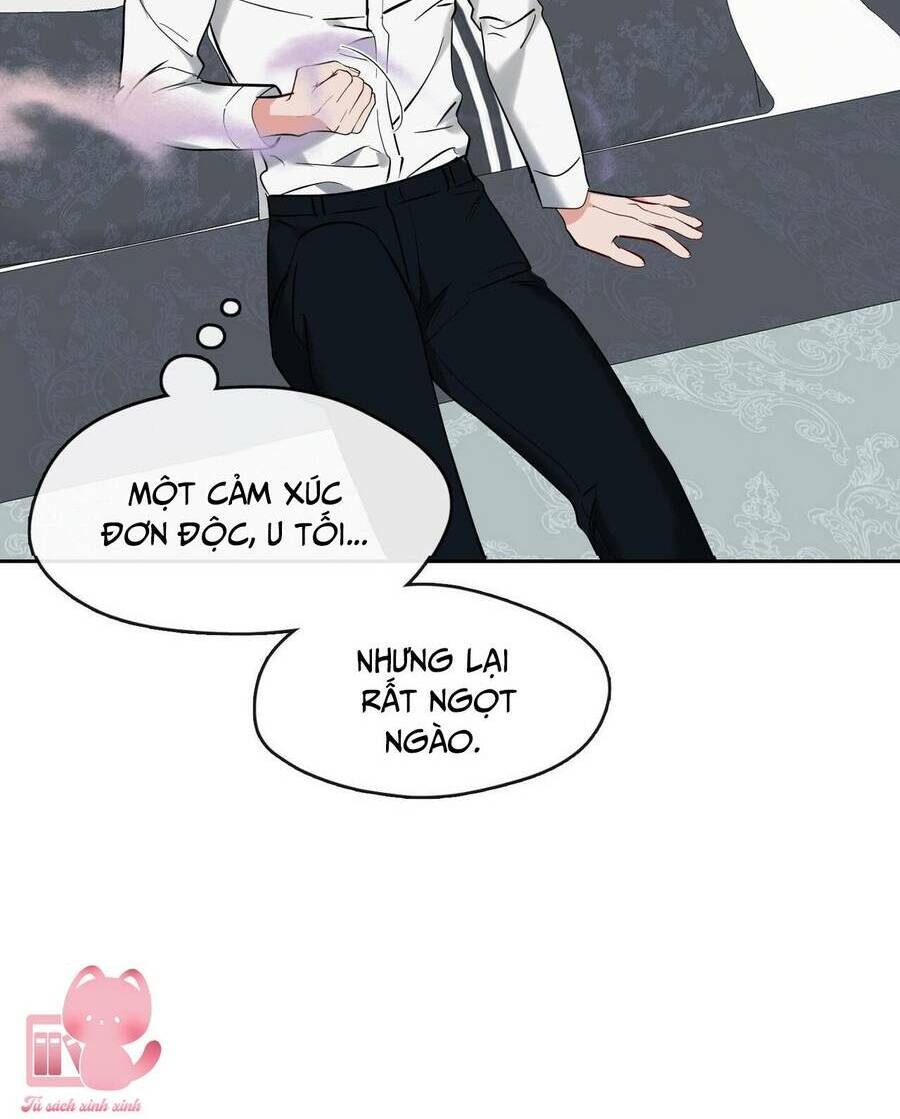 MỘT CẢM XÚC
ĐƠN ĐỘC, U TỐI...
NHƯNG LẠI
RẤT NGỌT
NGÀO.
Tủ sách xinh xinh